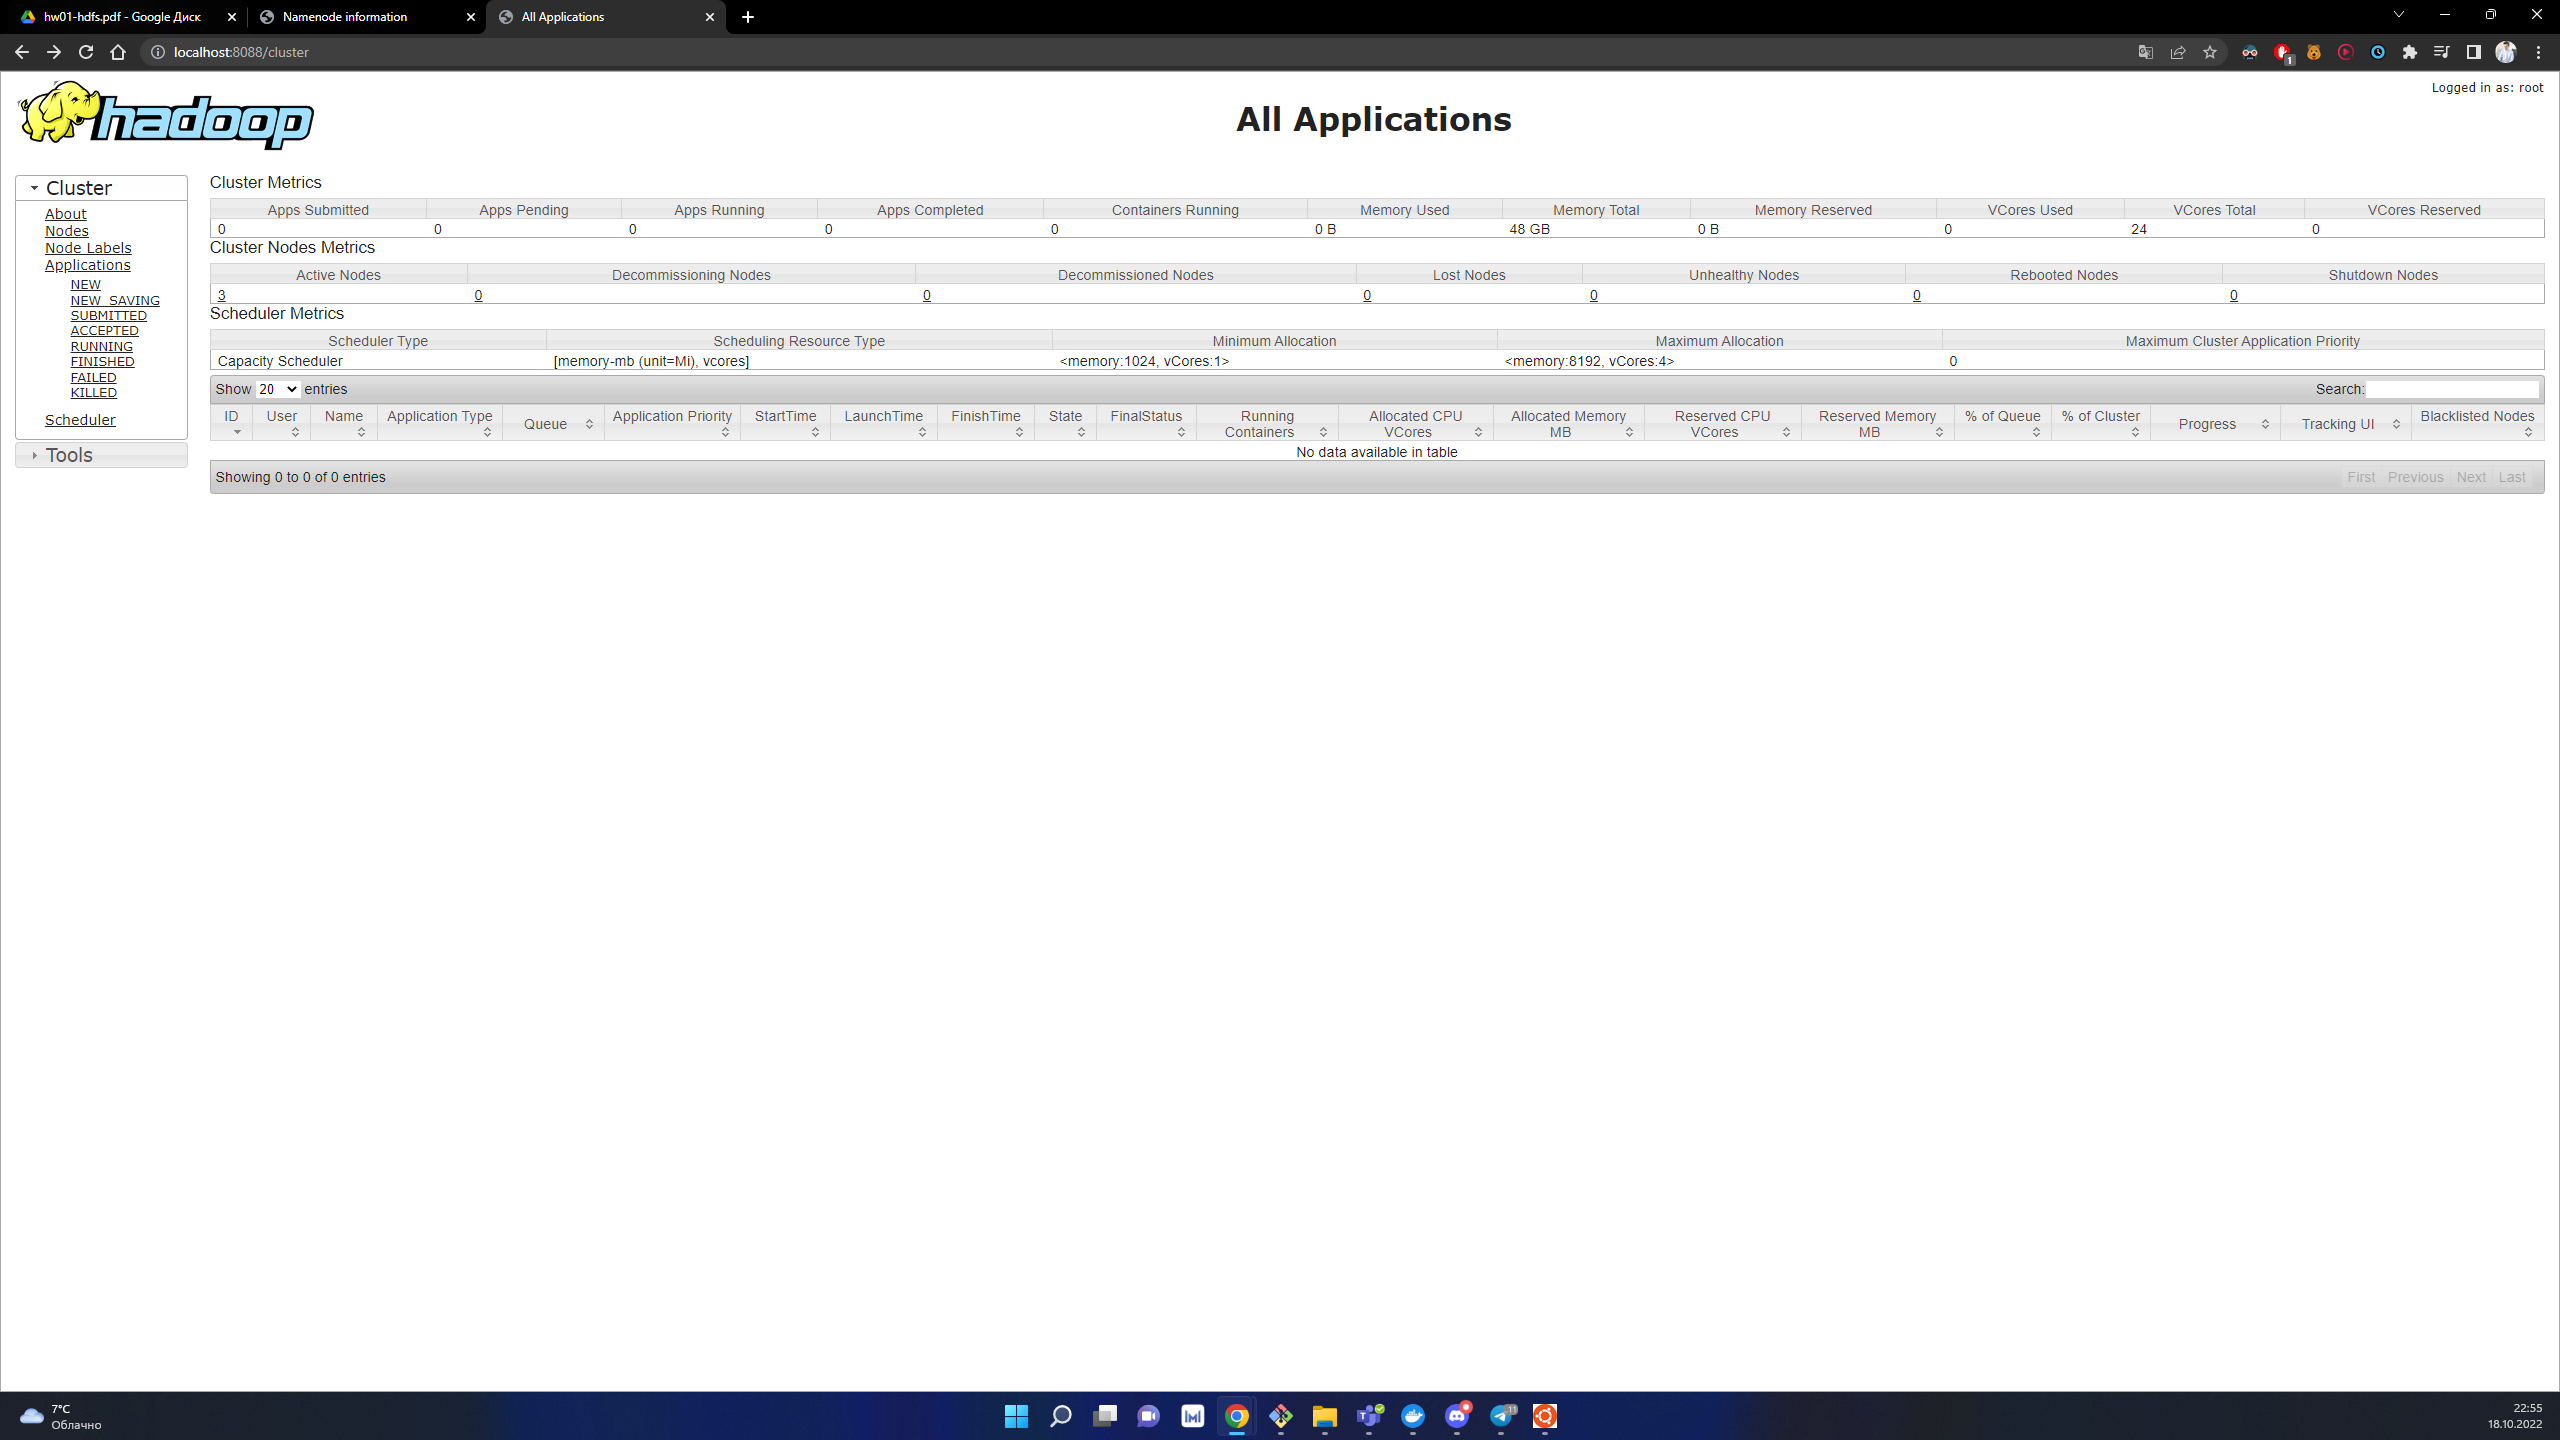 hw01-hdfs.pdf - Google Диск
Namenode information
All Applications
localhost:8088/cluster
1
hadoop
All Applications
Logged in as: root
Cluster
About
Nodes
Node Labels
Applications
NEW
NEW_SAVING
SUBMITTED
ACCEPTED
RUNNING
FINISHED
FAILED
KILLED
Scheduler
Tools
Cluster Metrics
Apps Submitted Apps Pending Apps Running Apps Completed Containers Running Memory Used Memory Total Memory Reserved VCores Used VCores Total VCores Reserved
0 0 0 0 0 0 B 48 GB 0 B 0 24 0
Cluster Nodes Metrics
Active Nodes Decommissioning Nodes Decommissioned Nodes Lost Nodes Unhealthy Nodes Rebooted Nodes Shutdown Nodes
3 0 0 0 0 0 0
Scheduler Metrics
Scheduler Type Scheduling Resource Type Minimum Allocation Maximum Allocation Maximum Cluster Application Priority
Capacity Scheduler [memory-mb (unit=Mi), vcores] <memory:1024, vCores:1> <memory:8192, vCores:4> 0
Show 20 entries Search:
ID User Name Application Type Queue Application Priority StartTime LaunchTime FinishTime State FinalStatus Running Containers Allocated CPU VCores Allocated Memory MB Reserved CPU VCores Reserved Memory MB % of Queue % of Cluster Progress Tracking UI Blacklisted Nodes
No data available in table
Showing 0 to 0 of 0 entries First Previous Next Last
7°C
Облачно
11
22:55
18.10.2022